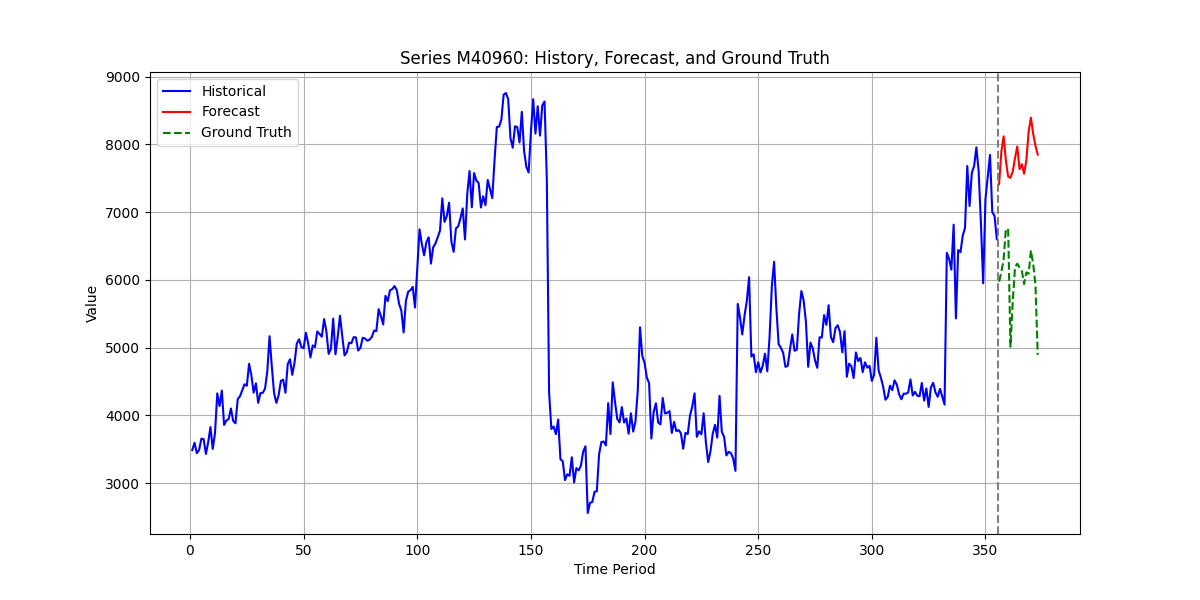 Series M40960: History, Forecast, and Ground Truth
Historical
Forecast
Ground Truth
9000
8000
7000
6000
5000
4000
3000
Value
0 50 100 150 200 250 300 350
Time Period